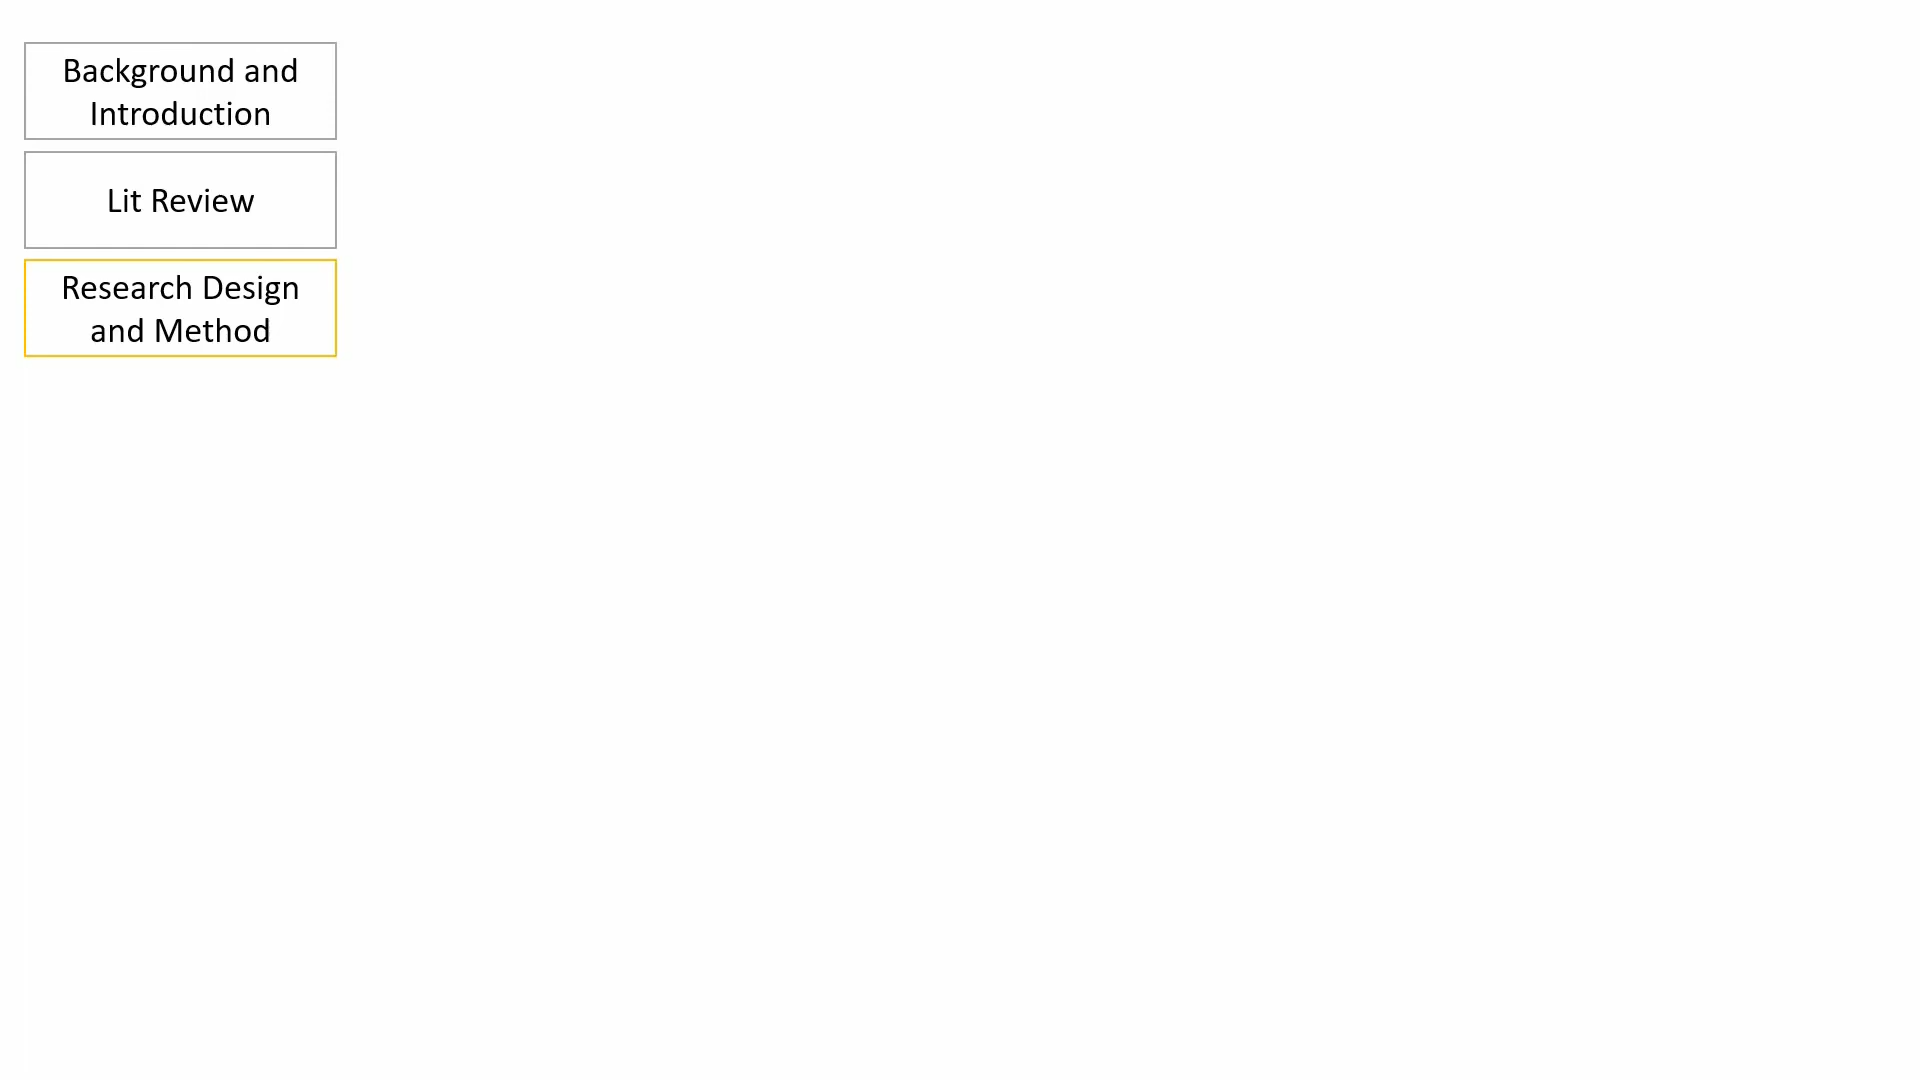 Background and
Introduction
Lit Review
Research Design
and Method